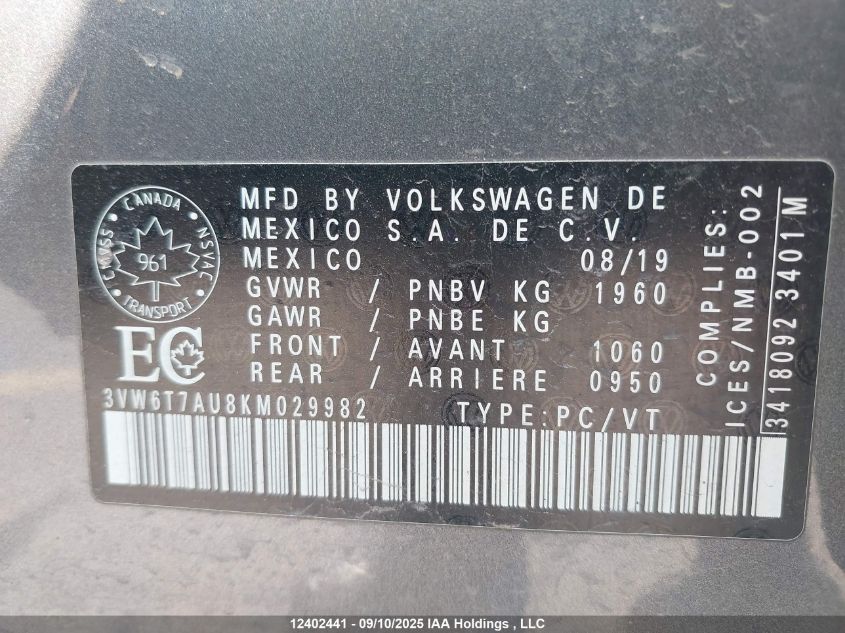 CANADA
CMVSS
NSVAC
961
TRANSPORT
EC
MFD BY VOLKSWAGEN DE
MEXICO S.A. DE C.V.
MEXICO 08/19
GVWR / PNBV KG 1960
GAWR / PNBE KG
FRONT / AVANT 1060
REAR / ARRIERE 0950
3VW6T7AU8KM029982 TYPE:PC/VT
COMPLIES:
ICES/NMB-002
3418092 3401 M
12402441 - 09/10/2025 IAA Holdings , LLC